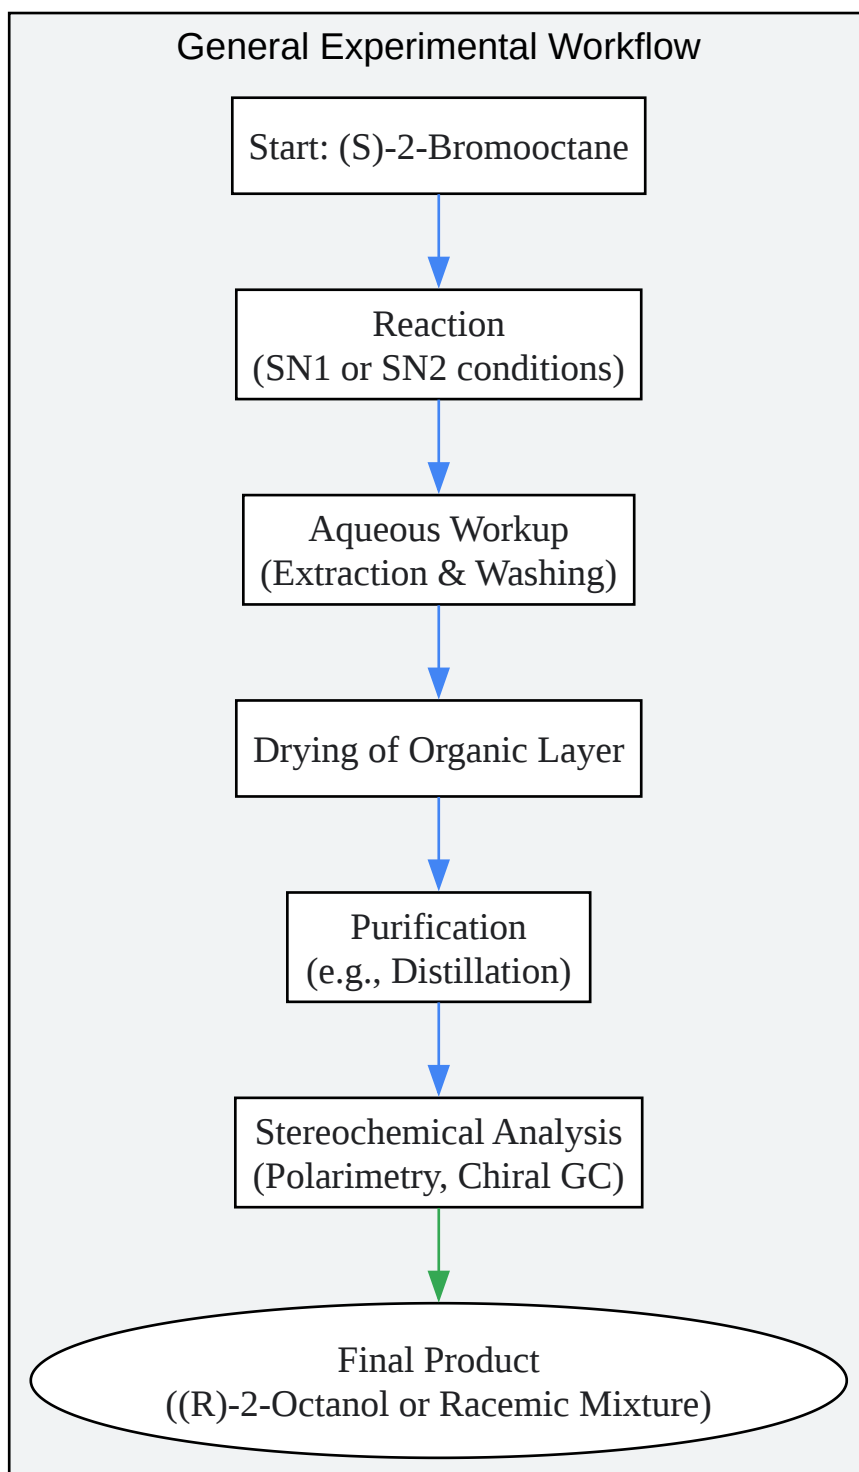 General Experimental Workflow
Start: (S)-2-Bromooctane
Reaction
(SN1 or SN2 conditions)
Aqueous Workup
(Extraction & Washing)
Drying of Organic Layer
Purification
(e.g., Distillation)
Stereochemical Analysis
(Polarimetry, Chiral GC)
Final Product
((R)-2-Octanol or Racemic Mixture)